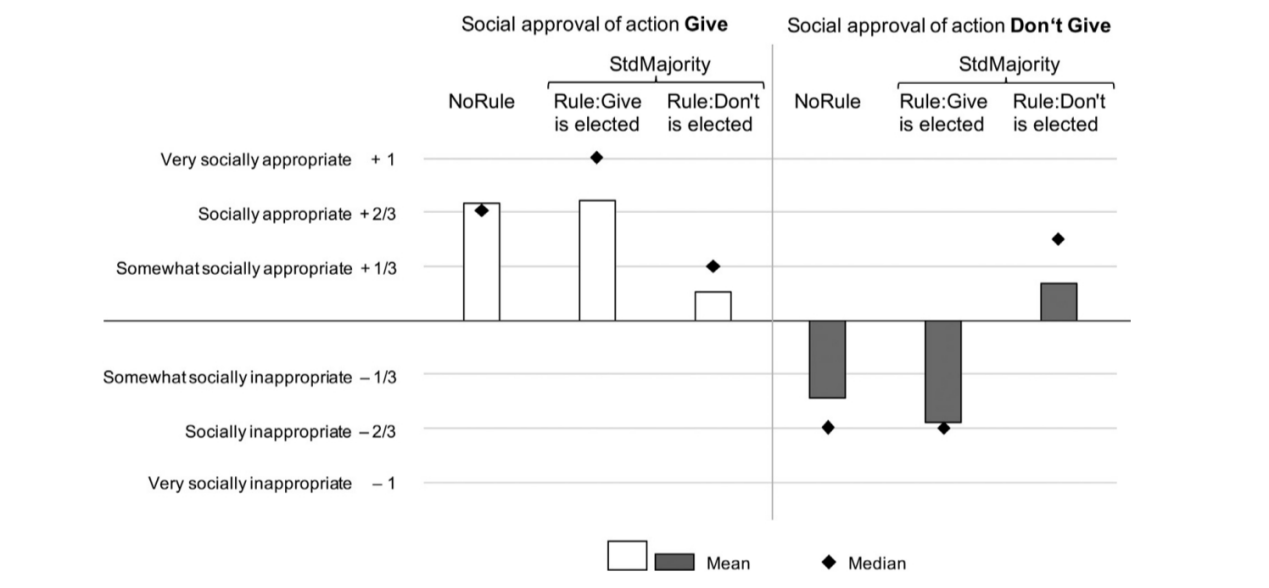 Social approval of action Give
Social approval of action Don‘t Give
StdMajority
StdMajority
NoRule
Rule:Give
is elected
Rule:Don't
is elected
NoRule
Rule:Give
is elected
Rule:Don't
is elected
Very socially appropriate + 1
Socially appropriate + 2/3
Somewhat socially appropriate + 1/3
Somewhat socially inappropriate – 1/3
Socially inappropriate – 2/3
Very socially inappropriate – 1
Mean
Median